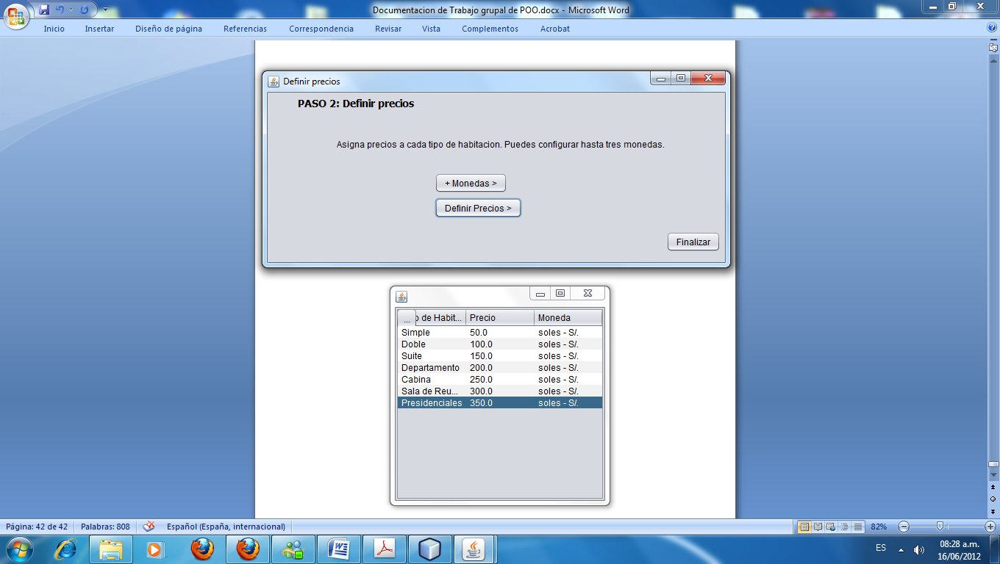 Documentacion de Trabajo grupal de POO.docx - Microsoft Word
Inicio Insertar Diseño de página Referencias Correspondencia Revisar Vista Complementos Acrobat
Definir precios
PASO 2: Definir precios
Asigna precios a cada tipo de habitacion. Puedes configurar hasta tres monedas.
+ Monedas >
Definir Precios >
Finalizar
... o de Habit... Precio Moneda
Simple 50.0 soles - S/.
Doble 100.0 soles - S/.
Suite 150.0 soles - S/.
Departamento 200.0 soles - S/.
Cabina 250.0 soles - S/.
Sala de Reu... 300.0 soles - S/.
Presidenciales 350.0 soles - S/.
Página: 42 de 42 Palabras: 808 Español (España, internacional) 82%
ES 08:28 a.m.
16/06/2012